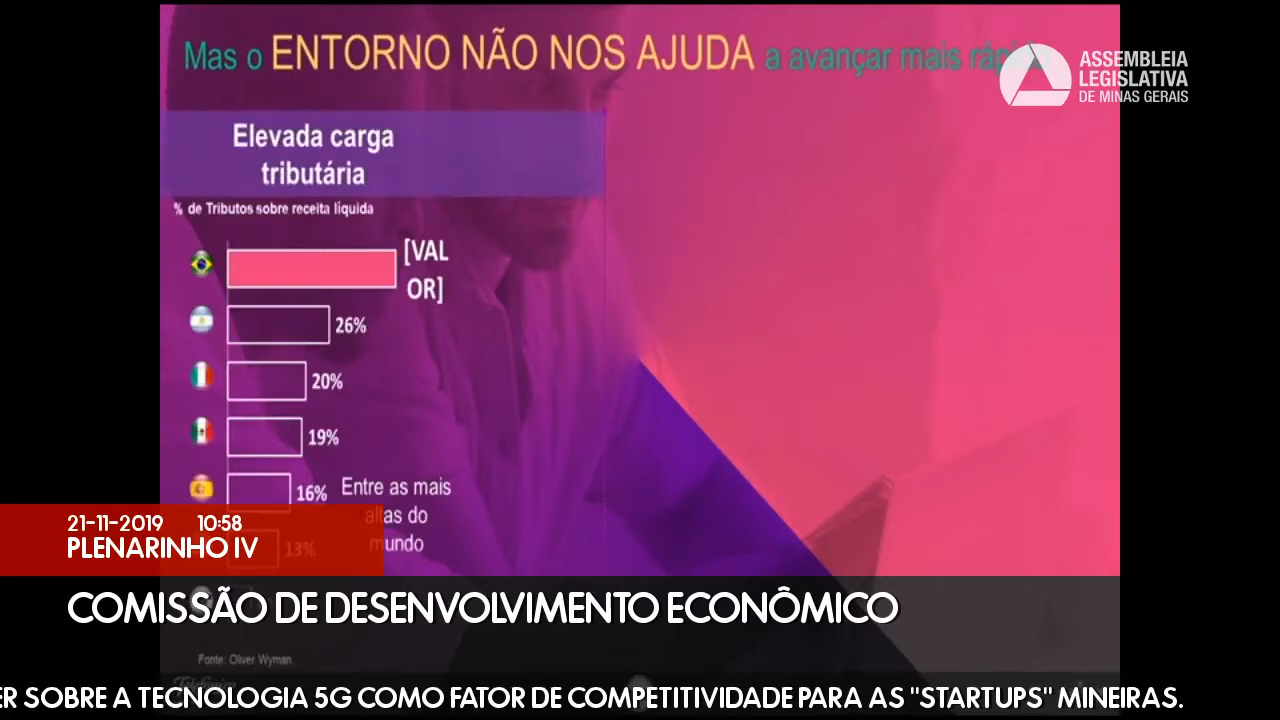 Mas o ENTORNO NÃO NOS AJUDA a avançar mais
ASSEMBLEIA
LEGISLATIVA
DE MINAS GERAIS
Elevada carga
tributária
% de Tributos sobre receita líquida
[VAL
OR]
26%
20%
19%
16%
Entre as mais
altas do
mundo
13%
21-11-2019 10:58
PLENARINHO IV
COMISSÃO DE DESENVOLVIMENTO ECONÔMICO
Fonte: Oliver Wyman
Telefónica
ER SOBRE A TECNOLOGIA 5G COMO FATOR DE COMPETITIVIDADE PARA AS "STARTUPS" MINEIRAS.